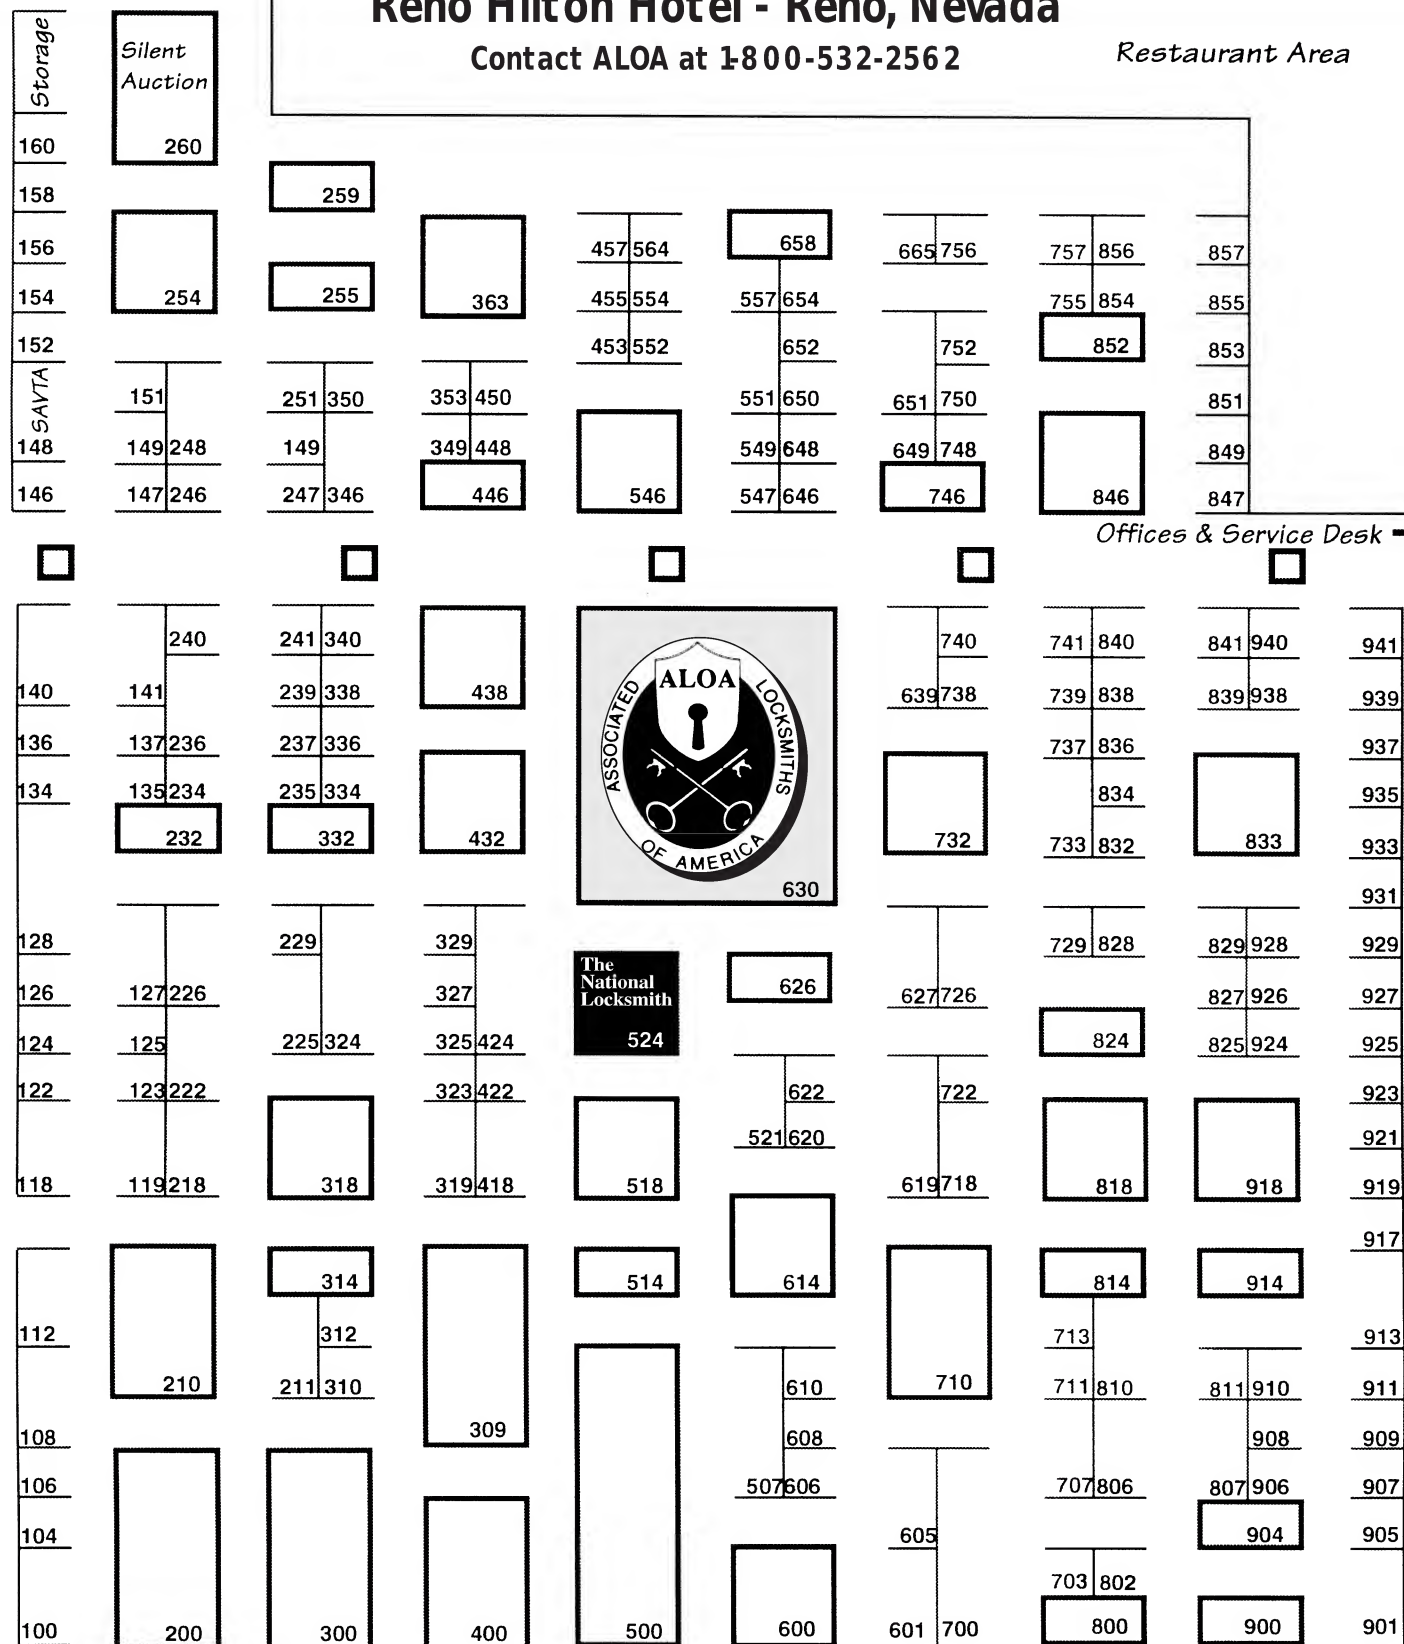 Reno Hilton Hotel - Reno, Nevada
Contact ALOA at 1-800-532-2562
Restaurant Area
Storage
Silent
Auction
160 260
158 259
156 457 564 658 665 756 757 856 857
154 254 255 363 455 554 557 654 755 854 855
152 453 552 652 752 852 853
SAVTA
151 251 350 353 450 551 650 651 750 851
148 149 248 149 349 448 549 648 649 748 849
146 147 246 247 346 446 546 547 646 746 846 847
Offices & Service Desk
240 241 340 740 741 840 841 940 941
140 141 239 338 438 639 738 739 838 839 938 939
136 137 236 237 336 737 836 937
134 135 234 235 334 834 935
232 332 432 732 733 832 833 933
ALOA
ASSOCIATED
LOCKSMITHS
OF AMERICA
630 931
128 229 329 729 828 829 928 929
The
National
Locksmith
126 127 226 327 626 627 726 827 926 927
124 125 225 324 325 424 524 824 825 924 925
122 123 222 323 422 622 722 923
521 620 921
118 119 218 318 319 418 518 619 718 818 918 919
917
314 514 614 814 914
112 312 713 913
210 211 310 610 710 711 810 811 910 911
108 309 608 908 909
106 507 606 707 806 807 906 907
104 605 904 905
703 802
100 200 300 400 500 600 601 700 800 900 901